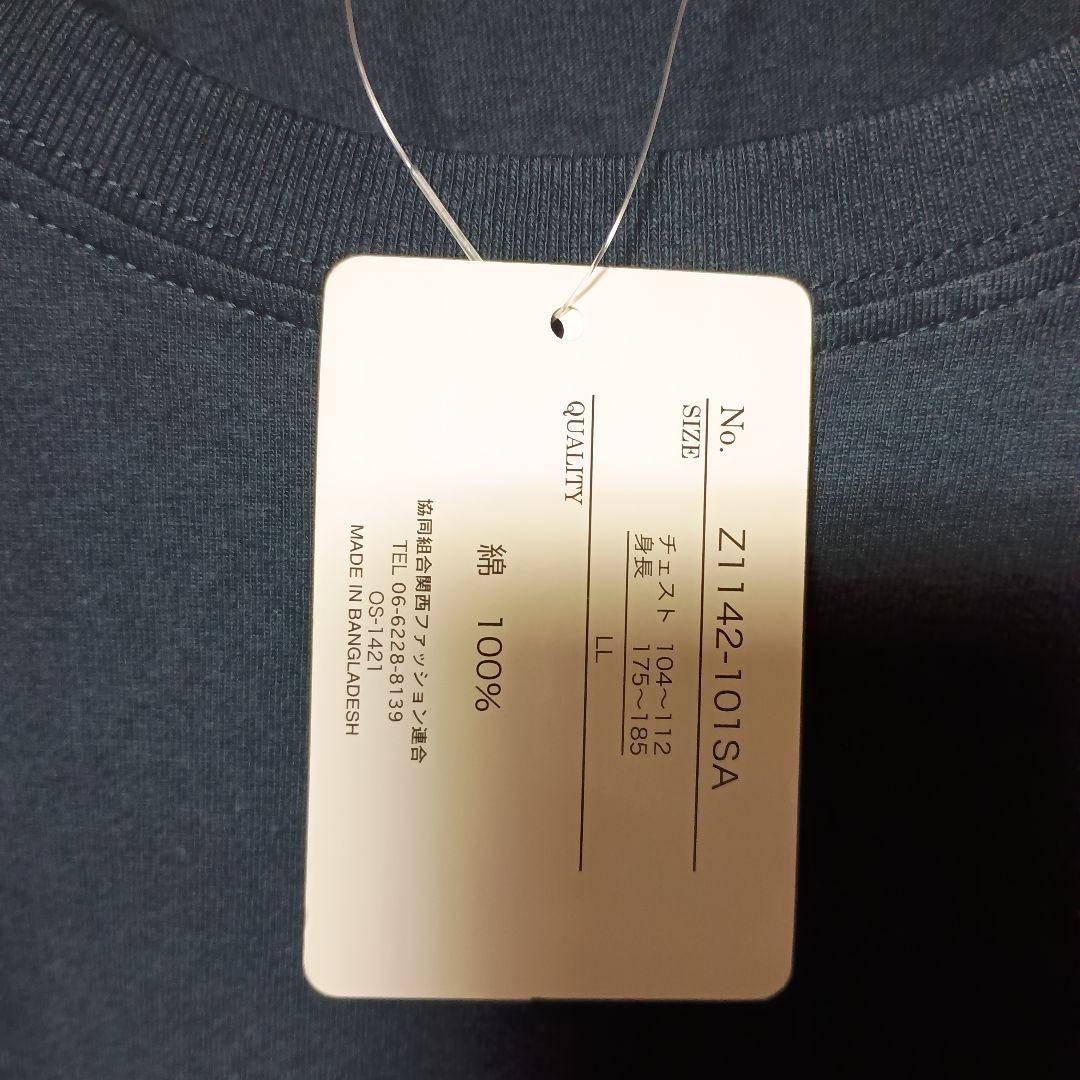 No. Z1142-101SA
SIZE
チェスト 104〜112
身長 175〜185
LL
QUALITY
綿 100%
協同組合関西ファッション連合
TEL 06-6228-8139
OS-1421
MADE IN BANGLADESH